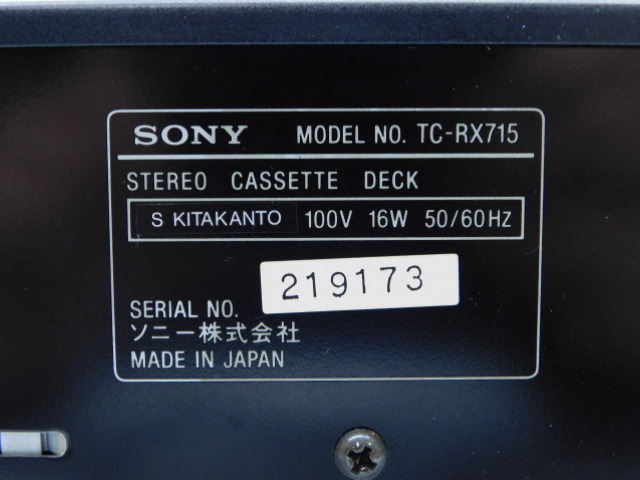 SONY MODEL NO. TC-RX715
STEREO CASSETTE DECK
S KITAKANTO 100V 16W 50/60Hz
219173
SERIAL NO.
ソニー株式会社
MADE IN JAPAN